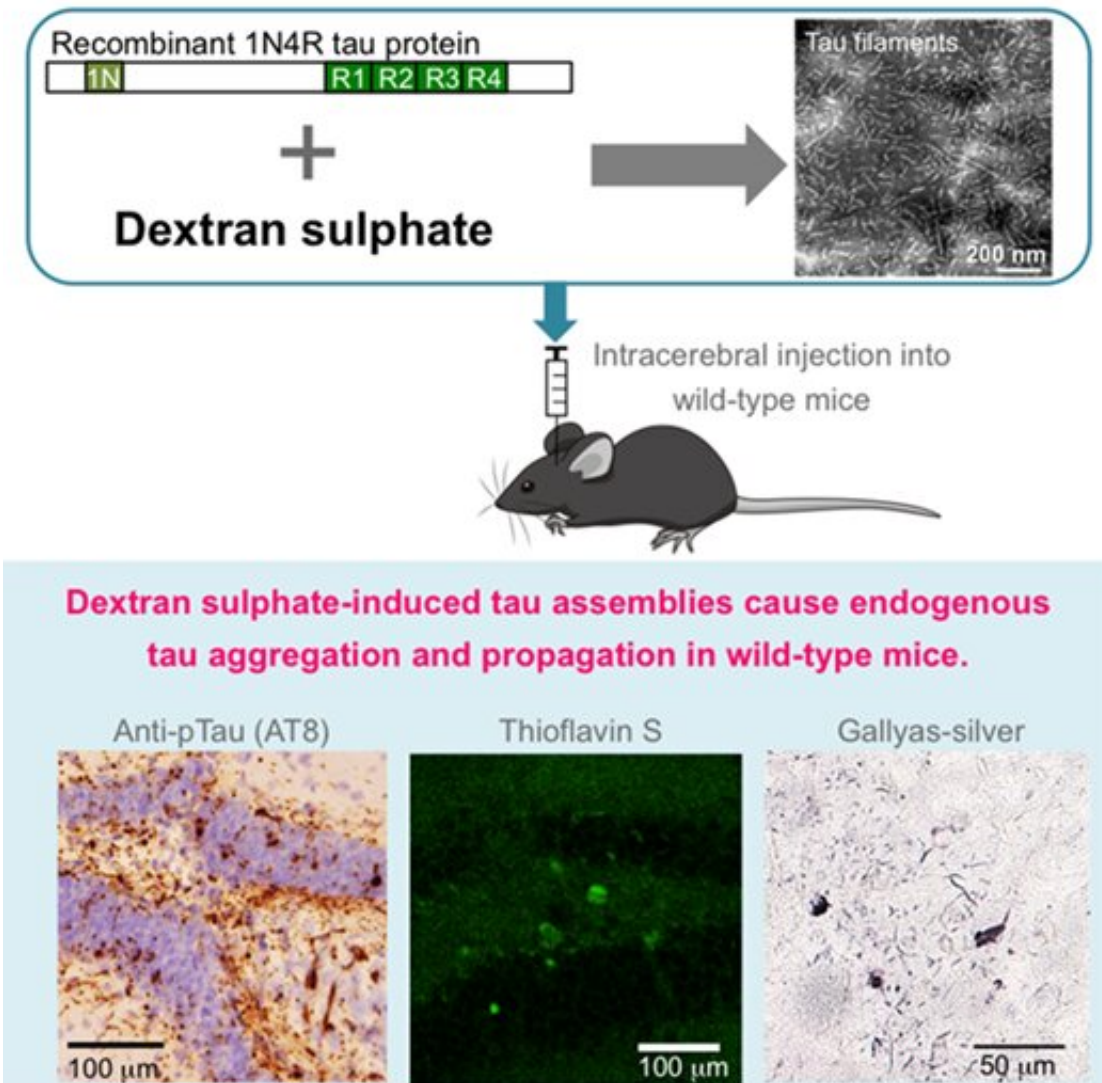 Recombinant 1N4R tau protein
1N
R1 R2 R3 R4
+
Dextran sulphate
Tau filaments
200 nm
Intracerebral injection into
wild-type mice
Dextran sulphate-induced tau assemblies cause endogenous
tau aggregation and propagation in wild-type mice.
Anti-pTau (AT8)
Thioflavin S
Gallyas-silver
100 μm
100 μm
50 μm